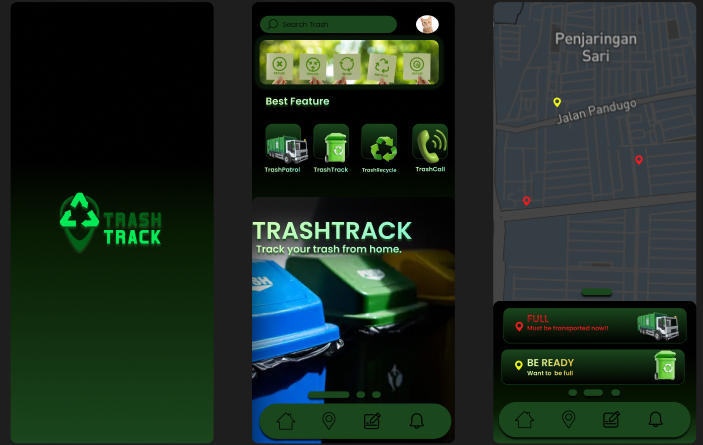 TRASH
TRACK
Search Trash
Best Feature
TrashPatrol
TrashTrack
TrashRecycle
TrashCall
TRASHTRACK
Track your trash from home.
Penjaringan
Sari
Jalan Pandugo
FULL
Must be transported now!!
BE READY
Want to be full